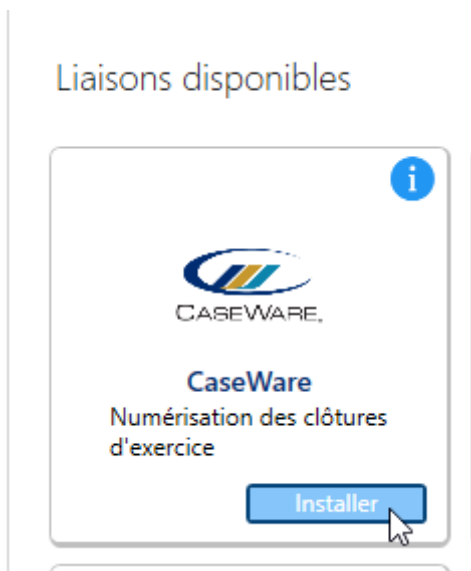 Liaisons disponibles
i
CASEWARE.
CaseWare
Numérisation des clôtures
d'exercice
Installer